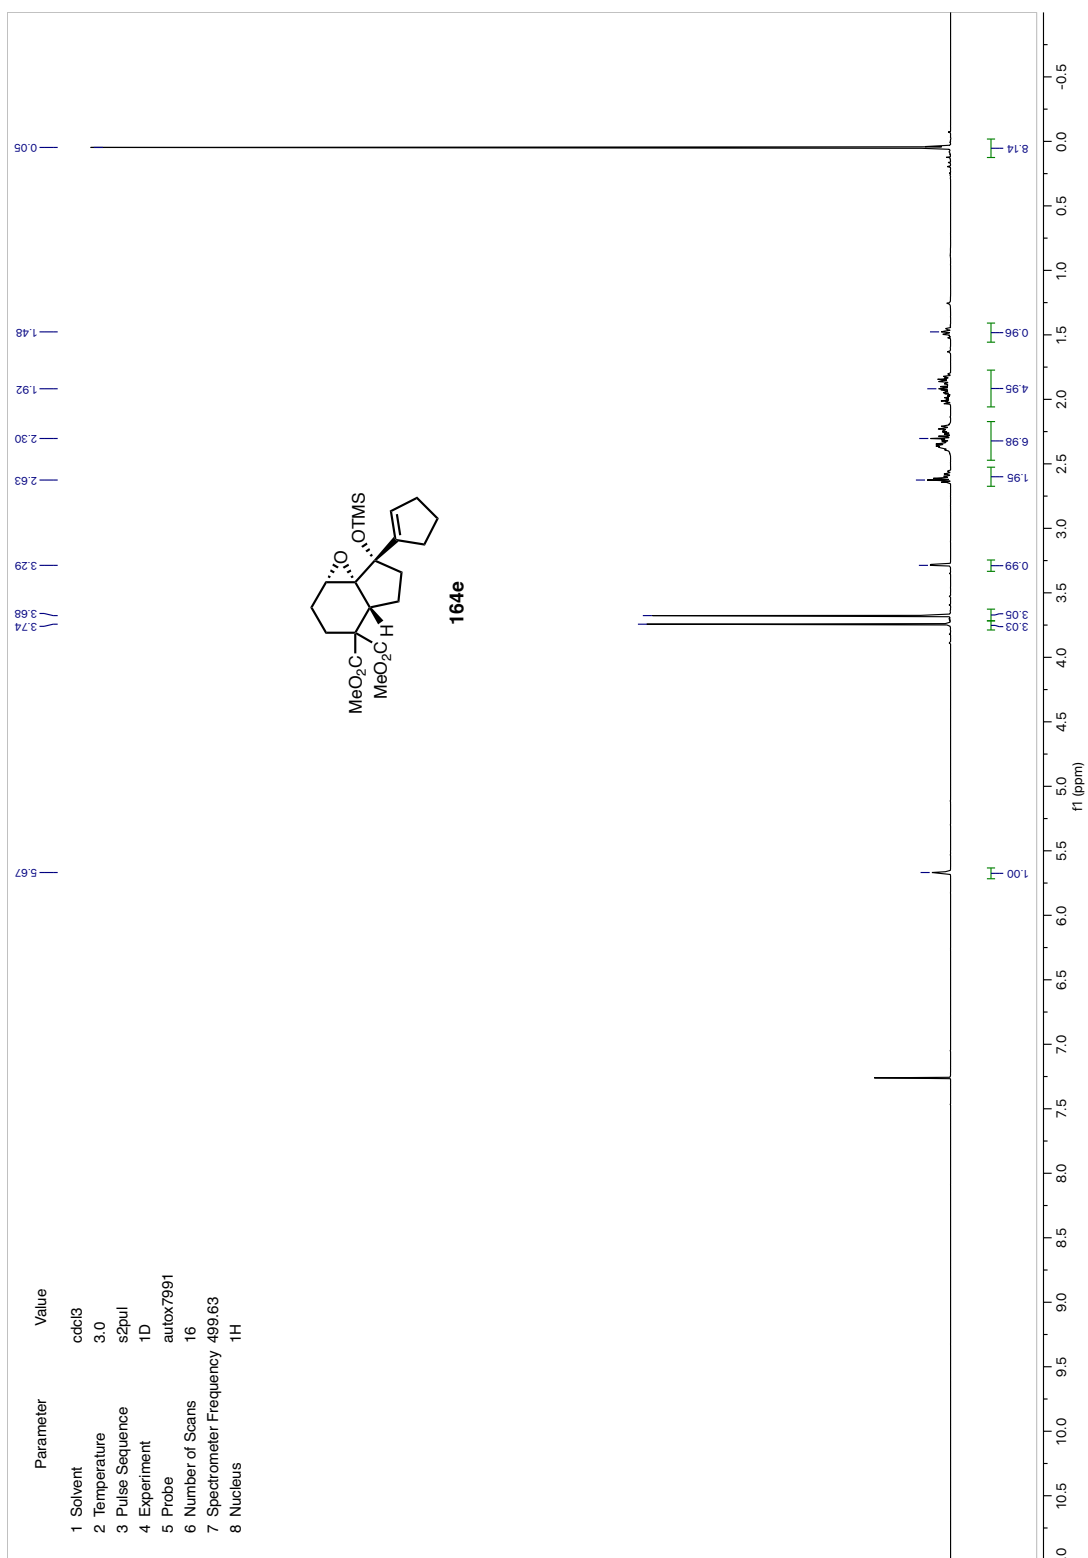 Parameter Value
1 Solvent cdcl3
2 Temperature 3.0
3 Pulse Sequence s2pul
4 Experiment 1D
5 Probe autox7991
6 Number of Scans 16
7 Spectrometer Frequency 499.63
8 Nucleus 1H
5.67
3.74
3.68
3.29
2.63
2.30
1.92
1.48
0.05
MeO₂C
MeO₂C
H
O
OTMS
164e
1.00
3.03
3.05
0.99
1.95
6.98
4.95
0.96
8.14
0 10.5 10.0 9.5 9.0 8.5 8.0 7.5 7.0 6.5 6.0 5.5 5.0 4.5 4.0 3.5 3.0 2.5 2.0 1.5 1.0 0.5 0.0 -0.5
f1 (ppm)